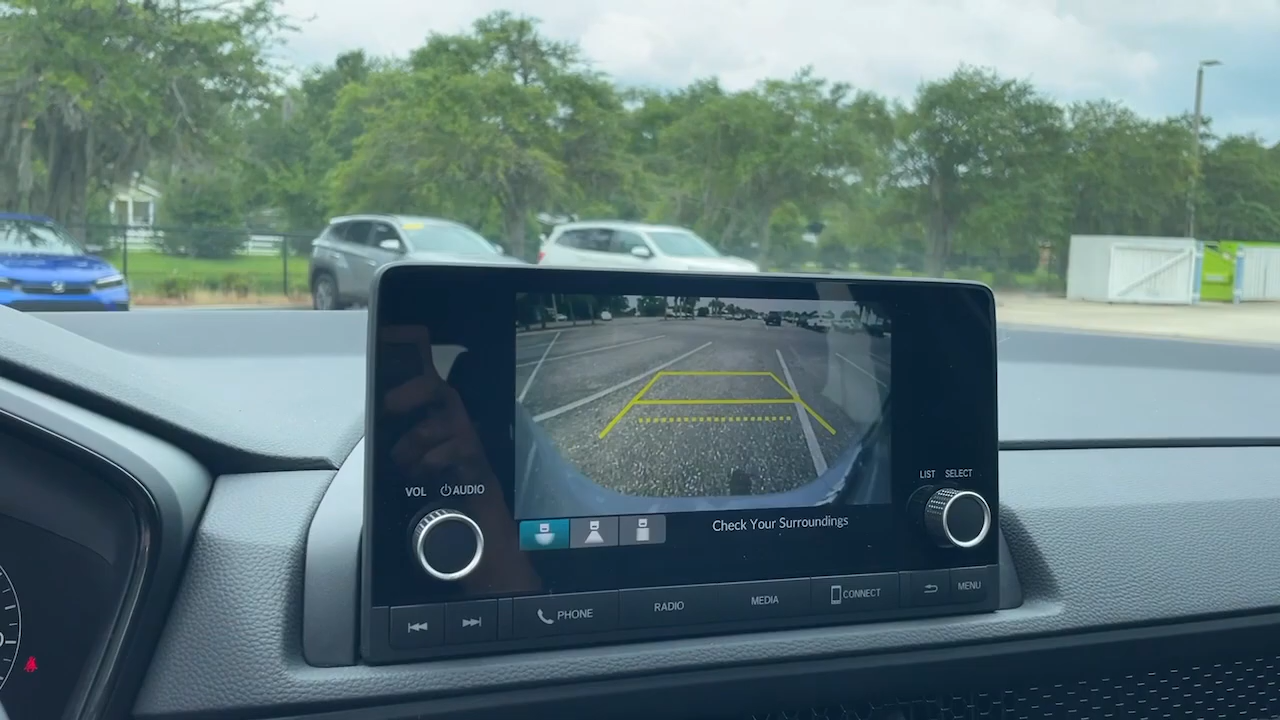 LIST SELECT
VOL AUDIO
Check Your Surroundings
PHONE
RADIO
MEDIA
CONNECT
MENU